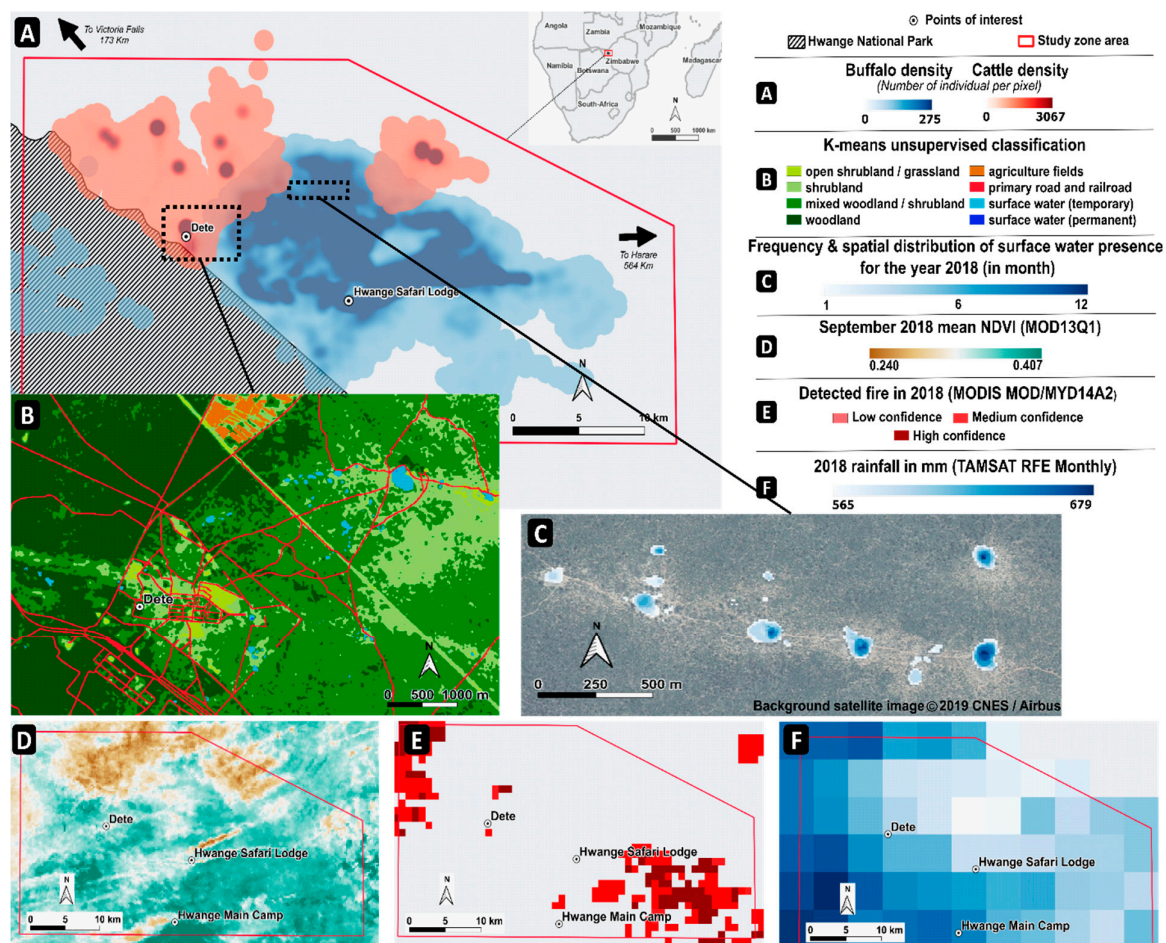 A
To Victoria Falls
173 Km
Angola
Zambia
Mozambique
Namibia
Botswana
Zimbabwe
Madagascar
South-Africa
N
0 500 1000 km
Dete
Hwange Safari Lodge
To Harare
564 Km
N
0 5 10 km
Points of interest
Hwange National Park
Study zone area
A
Buffalo density
Cattle density
(Number of individual per pixel)
0 275
0 3067
K-means unsupervised classification
B
open shrubland / grassland
agriculture fields
shrubland
primary road and railroad
mixed woodland / shrubland
surface water (temporary)
woodland
surface water (permanent)
Frequency & spatial distribution of surface water presence
for the year 2018 (in month)
C
1 6 12
September 2018 mean NDVI (MOD13Q1)
D
0.240 0.407
Detected fire in 2018 (MODIS MOD/MYD14A2)
E
Low confidence
Medium confidence
High confidence
2018 rainfall in mm (TAMSAT RFE Monthly)
F
565 679
B
Dete
N
0 500 1000 m
C
N
0 250 500 m
Background satellite image © 2019 CNES / Airbus
D
Dete
Hwange Safari Lodge
N
Hwange Main Camp
0 5 10 km
E
Dete
Hwange Safari Lodge
N
Hwange Main Camp
0 5 10 km
F
Dete
Hwange Safari Lodge
N
Hwange Main Camp
0 5 10 km